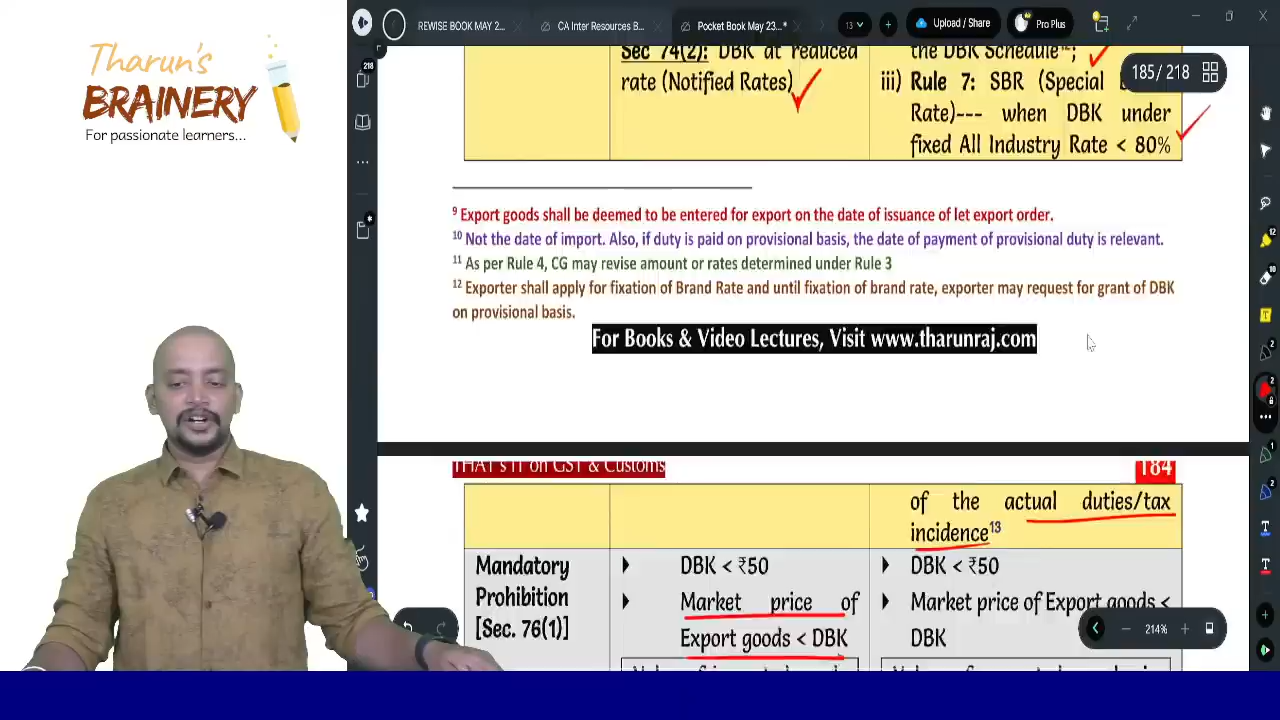 Tharun's
BRAINERY
For passionate learners...
REWISE BOOK MAY 2...
CA Inter Resources B...
Pocket Book May 23...*
13
Upload / Share
Pro Plus
218
185/218
Sec 74(2): DBK at reduced
rate (Notified Rates)
the DBK Schedule¹²;
iii) Rule 7: SBR (Special
Rate)--- when DBK under
fixed All Industry Rate < 80%
⁹ Export goods shall be deemed to be entered for export on the date of issuance of let export order.
¹⁰ Not the date of import. Also, if duty is paid on provisional basis, the date of payment of provisional duty is relevant.
¹¹ As per Rule 4, CG may revise amount or rates determined under Rule 3
¹² Exporter shall apply for fixation of Brand Rate and until fixation of brand rate, exporter may request for grant of DBK
on provisional basis.
For Books & Video Lectures, Visit www.tharunraj.com
THAT's IT on GST & Customs
184
of the actual duties/tax
incidence¹³
Mandatory
Prohibition
[Sec. 76(1)]
DBK < ₹50
Market price of
Export goods < DBK
DBK < ₹50
Market price of Export goods <
DBK
214%